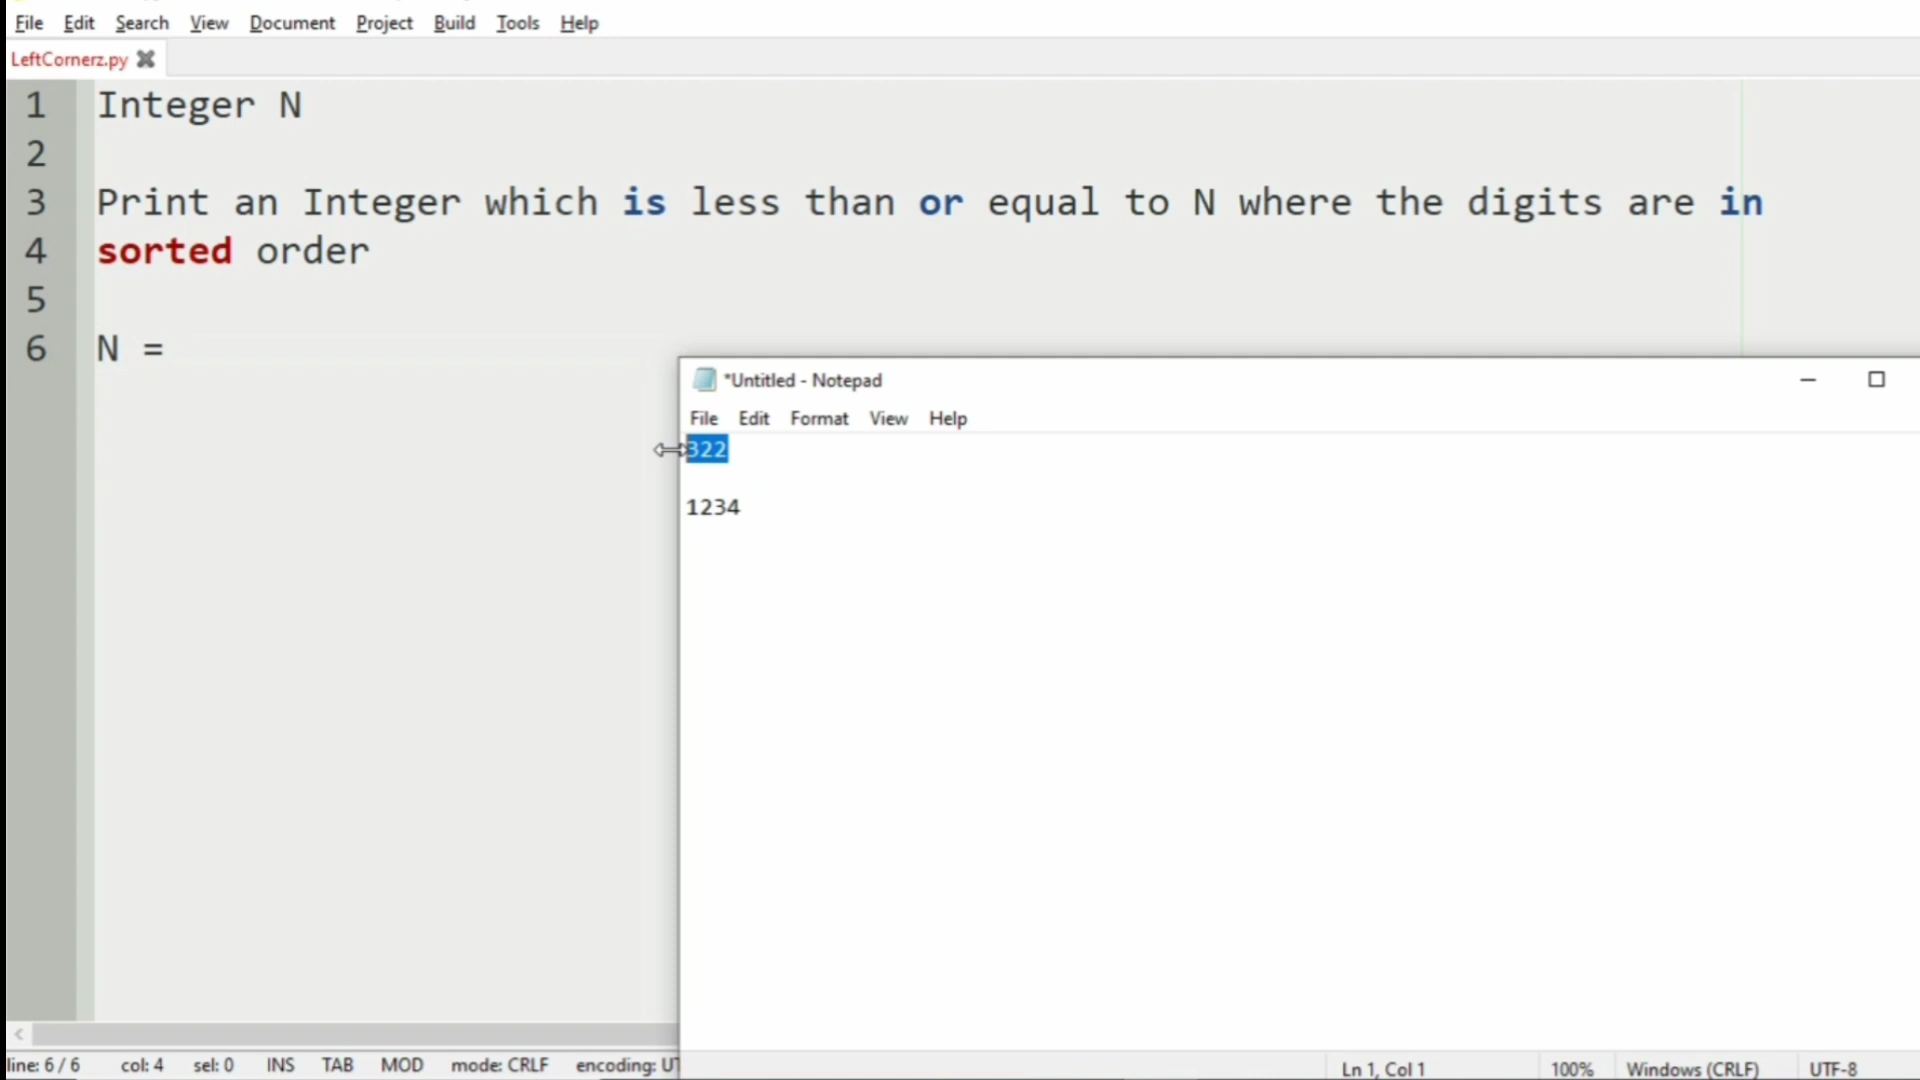 File Edit Search View Document Project Build Tools Help
LeftCornerz.py
1 Integer N
2
3 Print an Integer which is less than or equal to N where the digits are in
4 sorted order
5
6 N =
*Untitled - Notepad
File Edit Format View Help
322
1234
line: 6 / 6 col: 4 sel: 0 INS TAB MOD mode: CRLF encoding: UT
Ln 1, Col 1 100% Windows (CRLF) UTF-8